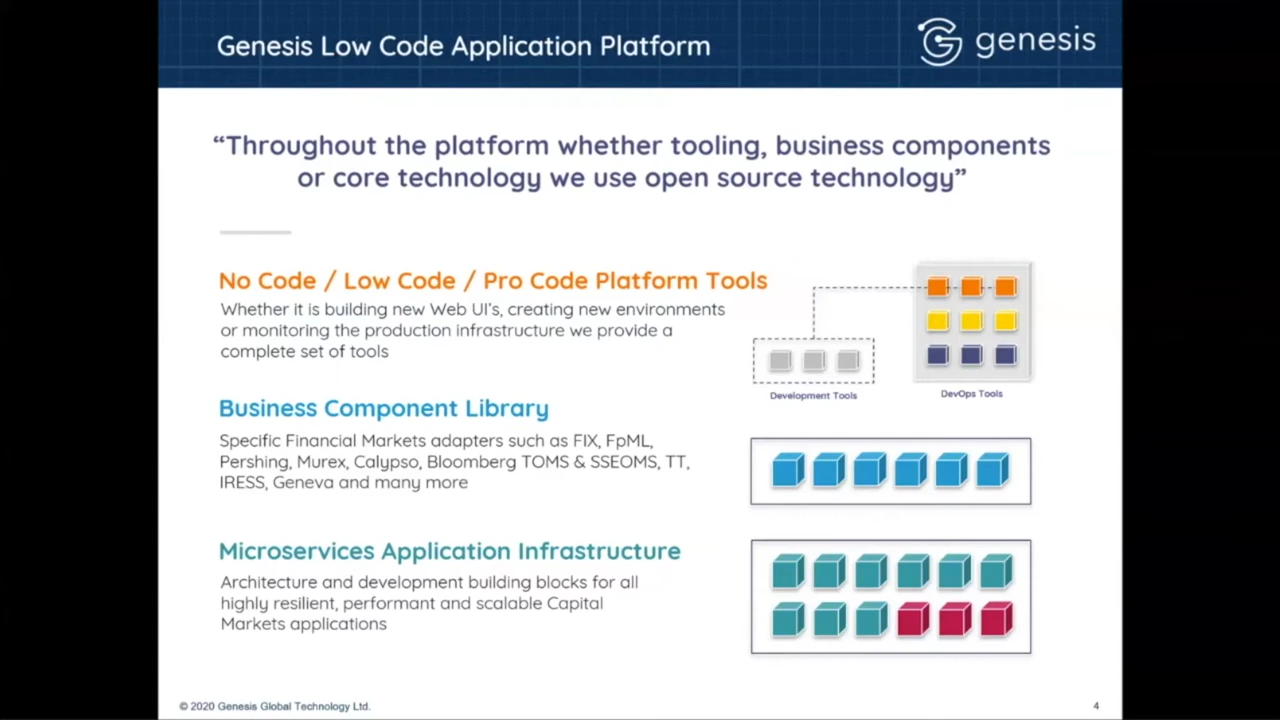 Genesis Low Code Application Platform
genesis
“Throughout the platform whether tooling, business components
or core technology we use open source technology”
No Code / Low Code / Pro Code Platform Tools
Whether it is building new Web UI’s, creating new environments
or monitoring the production infrastructure we provide a
complete set of tools
Development Tools
DevOps Tools
Business Component Library
Specific Financial Markets adapters such as FIX, FpML,
Pershing, Murex, Calypso, Bloomberg TOMS & SSEOMS, TT,
IRESS, Geneva and many more
Microservices Application Infrastructure
Architecture and development building blocks for all
highly resilient, performant and scalable Capital
Markets applications
© 2020 Genesis Global Technology Ltd.
4